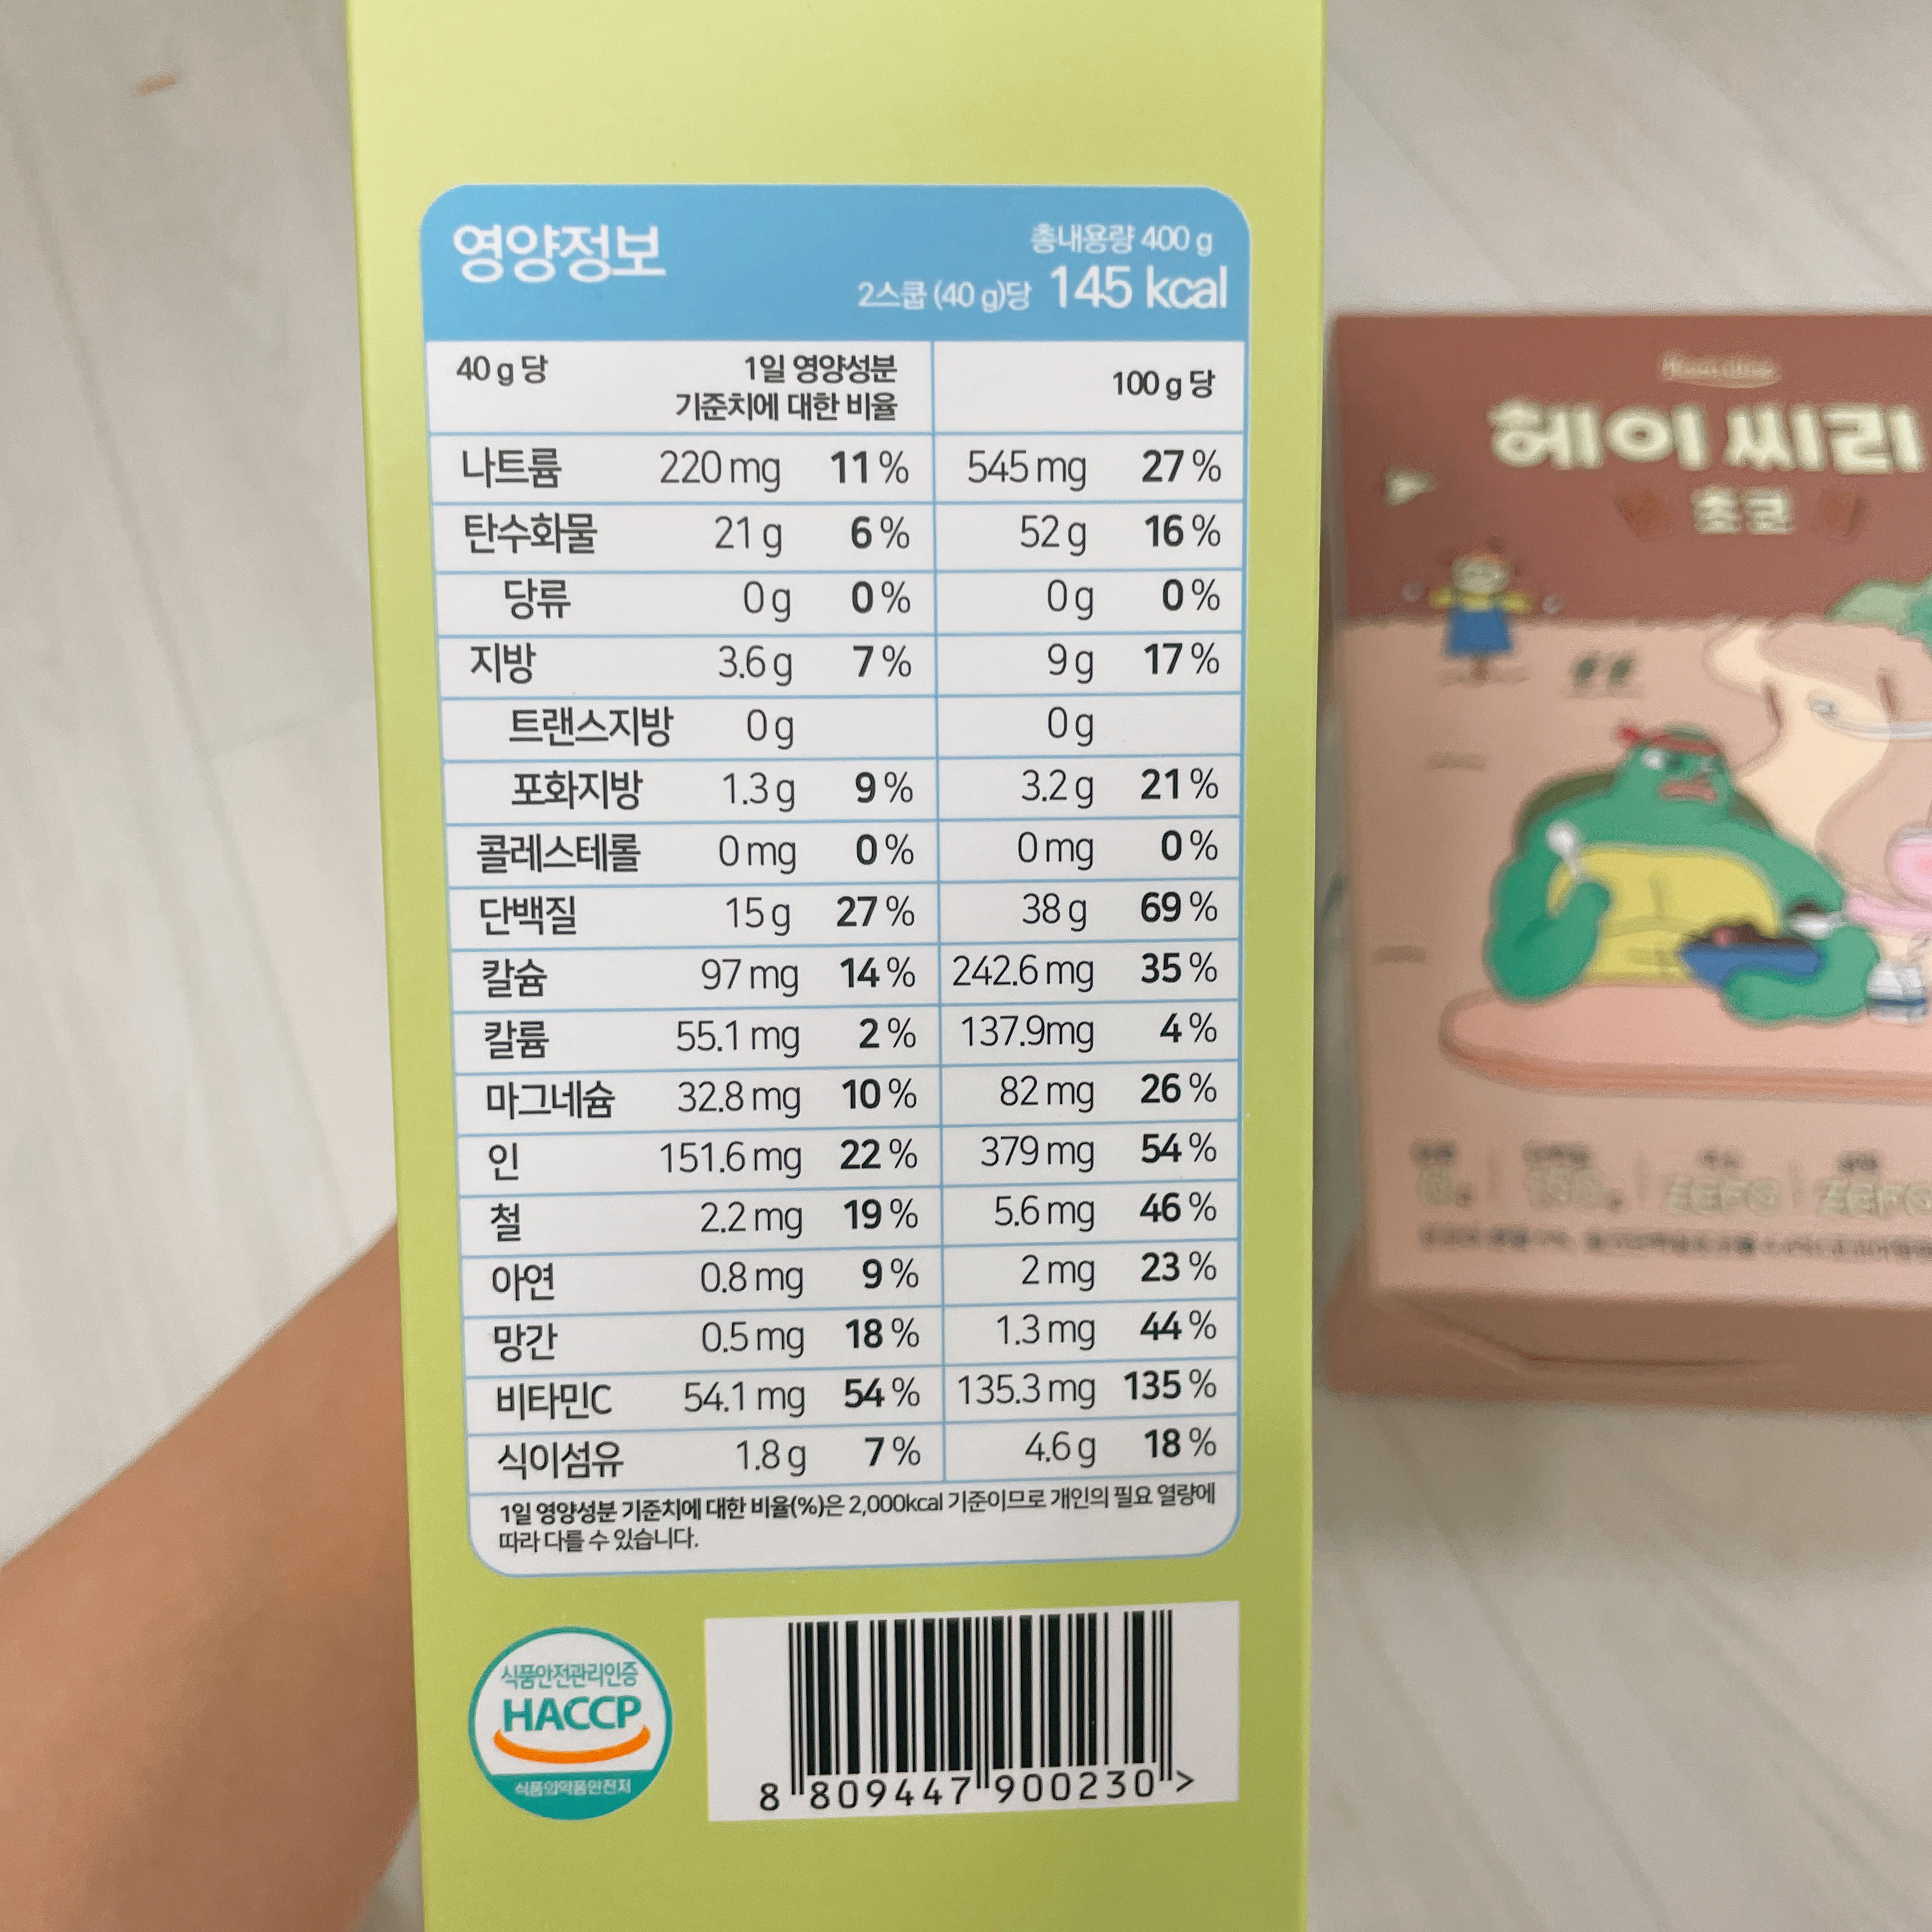 영양정보
총내용량 400 g
2스쿱 (40 g)당 145 kcal
40 g 당 1일 영양성분 기준치에 대한 비율 100 g 당
나트륨 220 mg 11 % 545 mg 27 %
탄수화물 21 g 6 % 52 g 16 %
당류 0 g 0 % 0 g 0 %
지방 3.6 g 7 % 9 g 17 %
트랜스지방 0 g 0 g
포화지방 1.3 g 9 % 3.2 g 21 %
콜레스테롤 0 mg 0 % 0 mg 0 %
단백질 15 g 27 % 38 g 69 %
칼슘 97 mg 14 % 242.6 mg 35 %
칼륨 55.1 mg 2 % 137.9mg 4 %
마그네슘 32.8 mg 10 % 82 mg 26 %
인 151.6 mg 22 % 379 mg 54 %
철 2.2 mg 19 % 5.6 mg 46 %
아연 0.8 mg 9 % 2 mg 23 %
망간 0.5 mg 18 % 1.3 mg 44 %
비타민C 54.1 mg 54 % 135.3 mg 135 %
식이섬유 1.8 g 7 % 4.6 g 18 %
1일 영양성분 기준치에 대한 비율(%)은 2,000kcal 기준이므로 개인의 필요 열량에
따라 다를 수 있습니다.
식품안전관리인증
HACCP
식품의약품안전처
8 809447 900230 >
헤이 씨리
초코